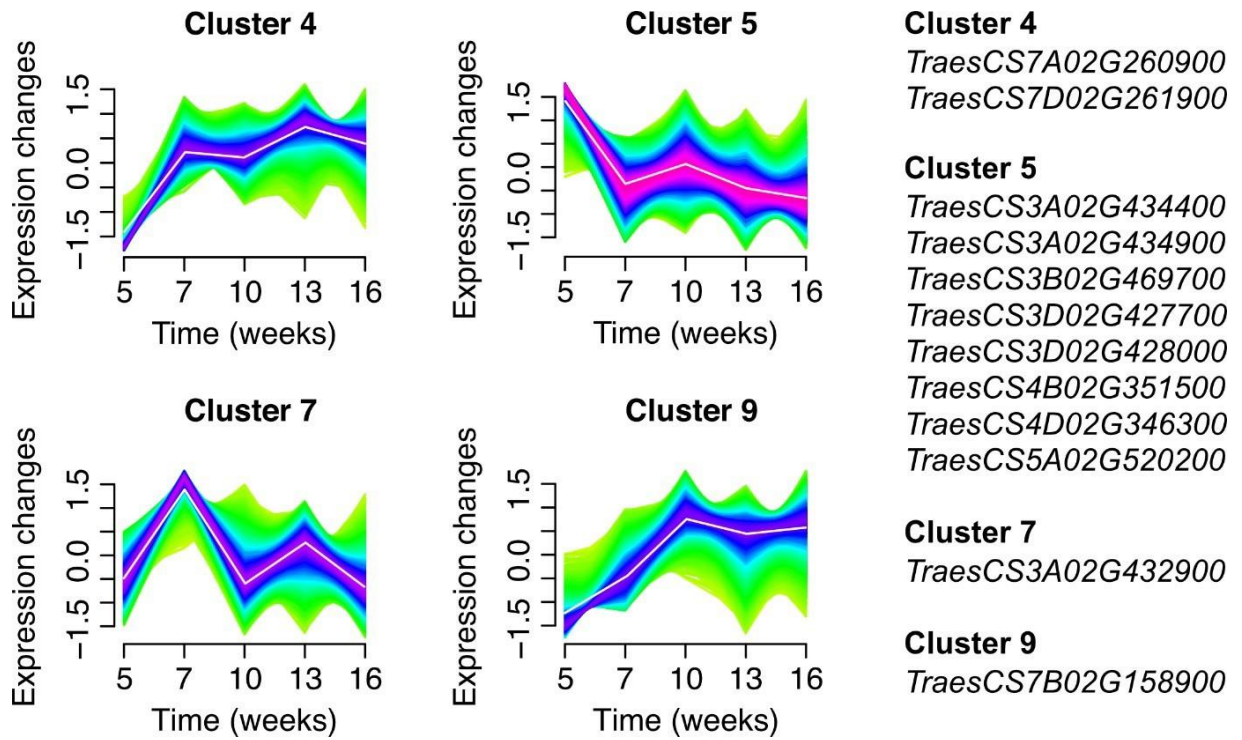 Cluster 4
Expression changes
1.5
0.0
−1.5
5 7 10 13 16
Time (weeks)
Cluster 5
Expression changes
1.5
0.0
−1.5
5 7 10 13 16
Time (weeks)
Cluster 7
Expression changes
1.5
0.0
−1.5
5 7 10 13 16
Time (weeks)
Cluster 9
Expression changes
1.5
0.0
−1.5
5 7 10 13 16
Time (weeks)
Cluster 4
TraesCS7A02G260900
TraesCS7D02G261900
Cluster 5
TraesCS3A02G434400
TraesCS3A02G434900
TraesCS3B02G469700
TraesCS3D02G427700
TraesCS3D02G428000
TraesCS4B02G351500
TraesCS4D02G346300
TraesCS5A02G520200
Cluster 7
TraesCS3A02G432900
Cluster 9
TraesCS7B02G158900